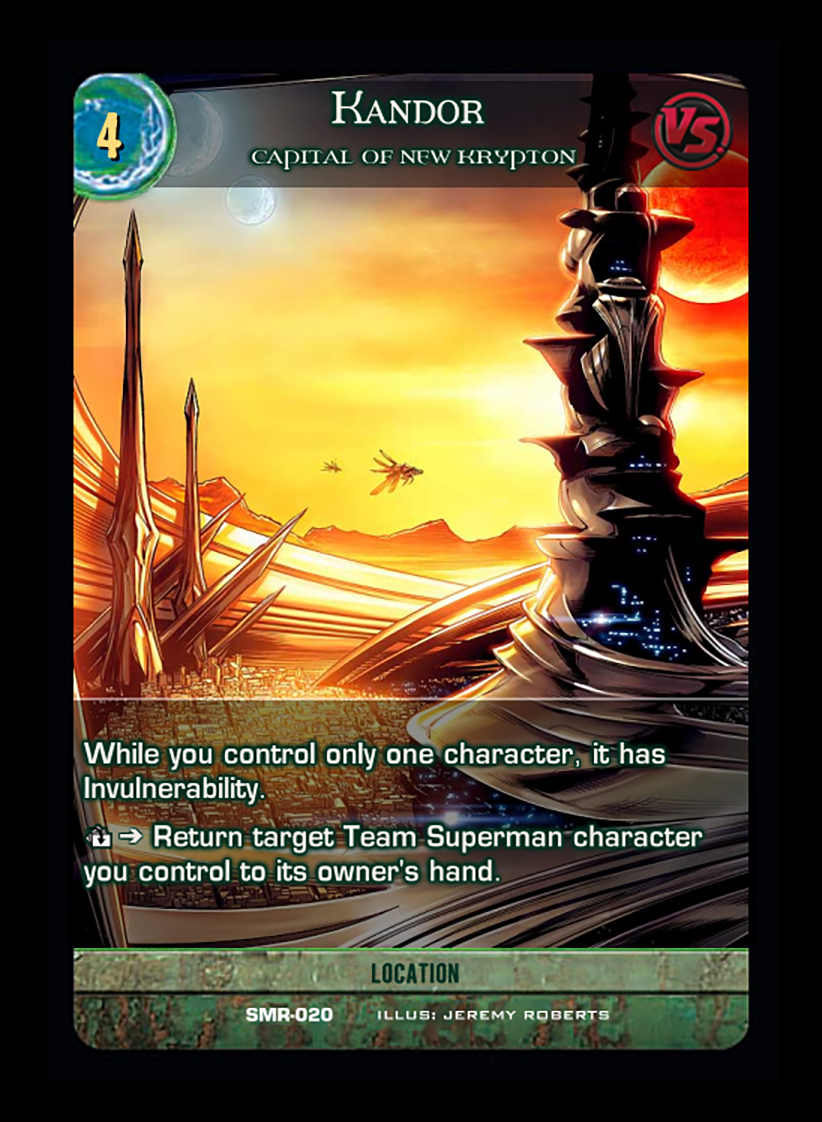 4
Kandor
VS.
CAPITAL OF NEW KRYPTON
While you control only one character, it has
Invulnerability.
➔ Return target Team Superman character
you control to its owner's hand.
LOCATION
SMR-020 ILLUS: JEREMY ROBERTS